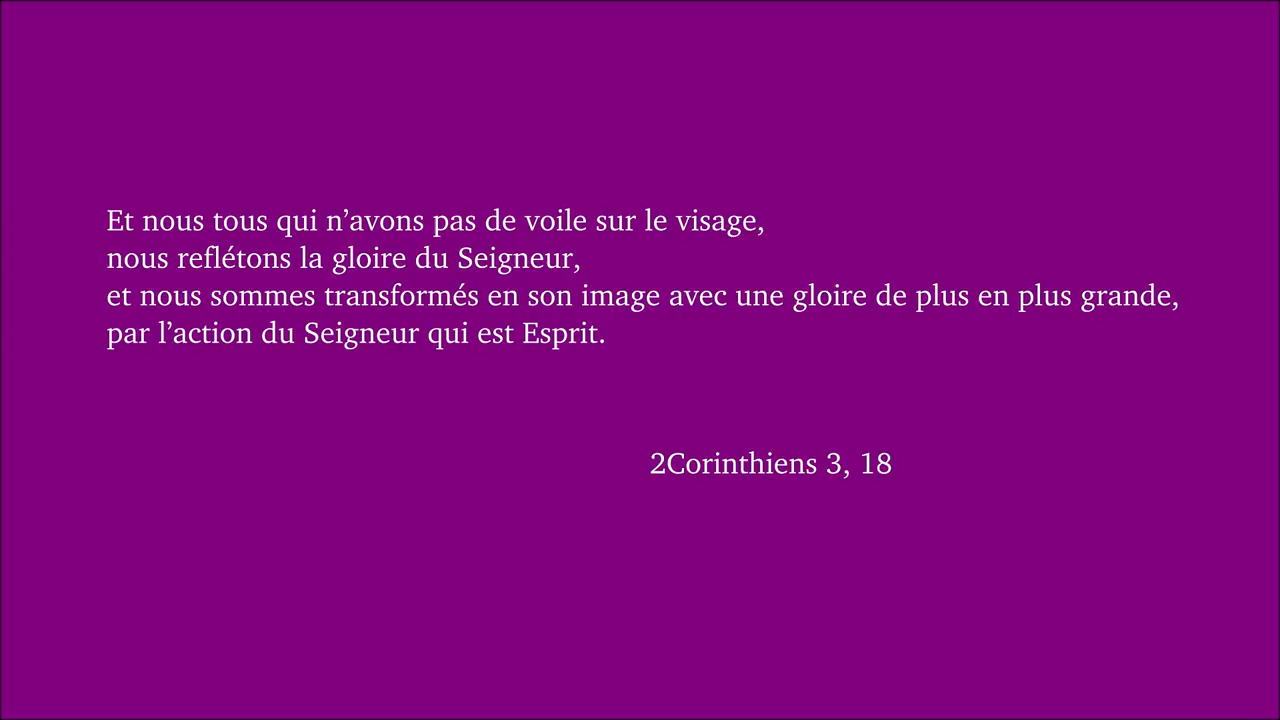 Et nous tous qui n’avons pas de voile sur le visage,
nous reflétons la gloire du Seigneur,
et nous sommes transformés en son image avec une gloire de plus en plus grande,
par l’action du Seigneur qui est Esprit.
2Corinthiens 3, 18